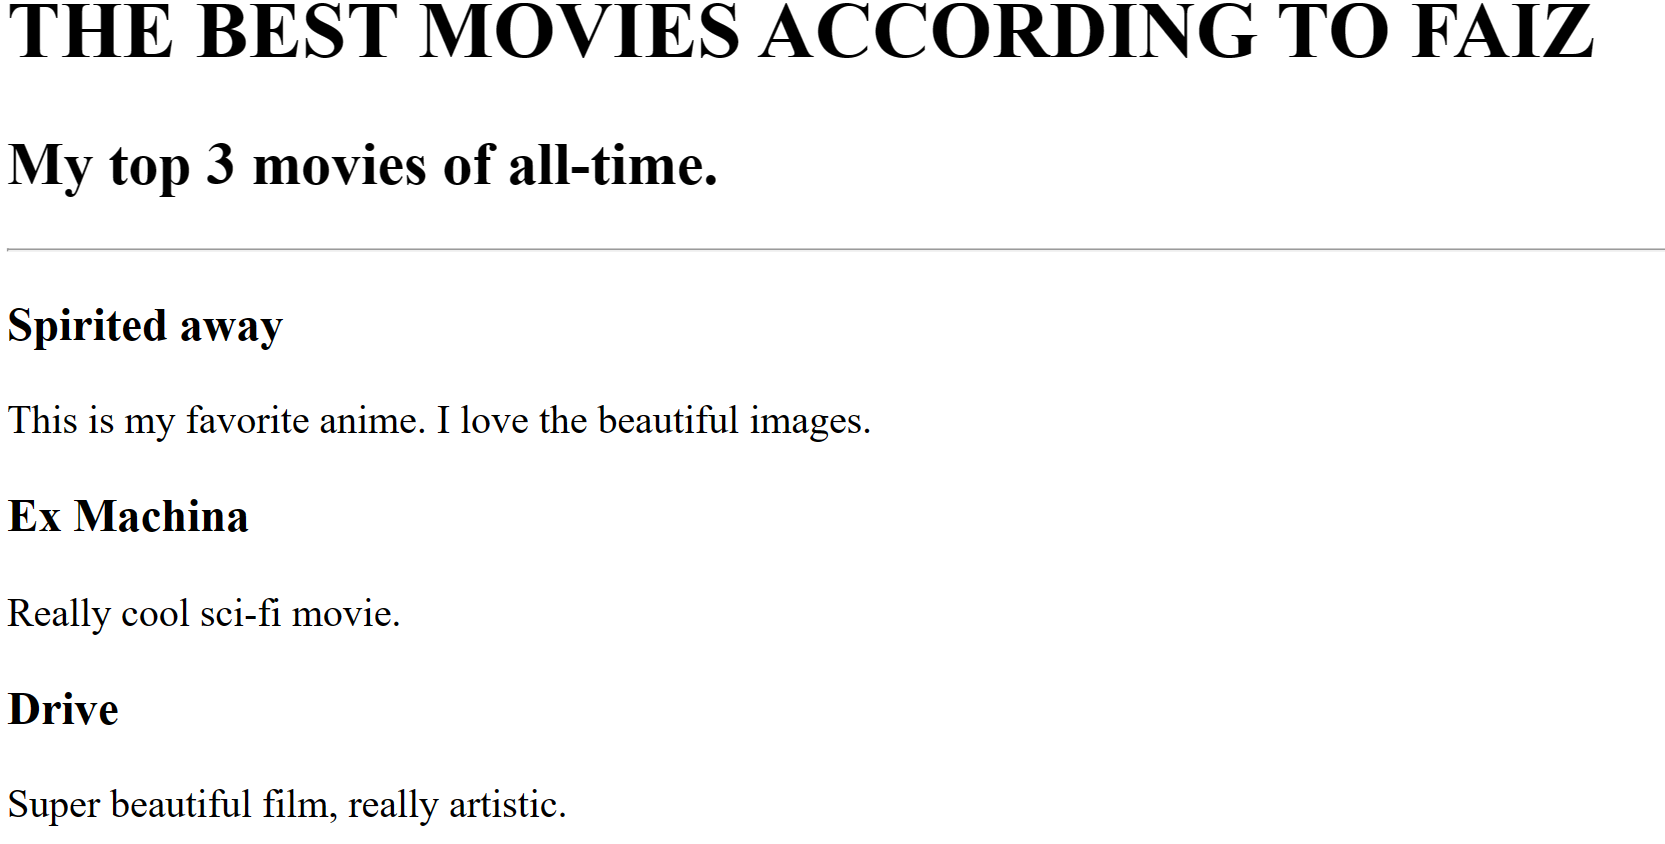 THE BEST MOVIES ACCORDING TO FAIZ
My top 3 movies of all-time.
Spirited away
This is my favorite anime. I love the beautiful images.
Ex Machina
Really cool sci-fi movie.
Drive
Super beautiful film, really artistic.